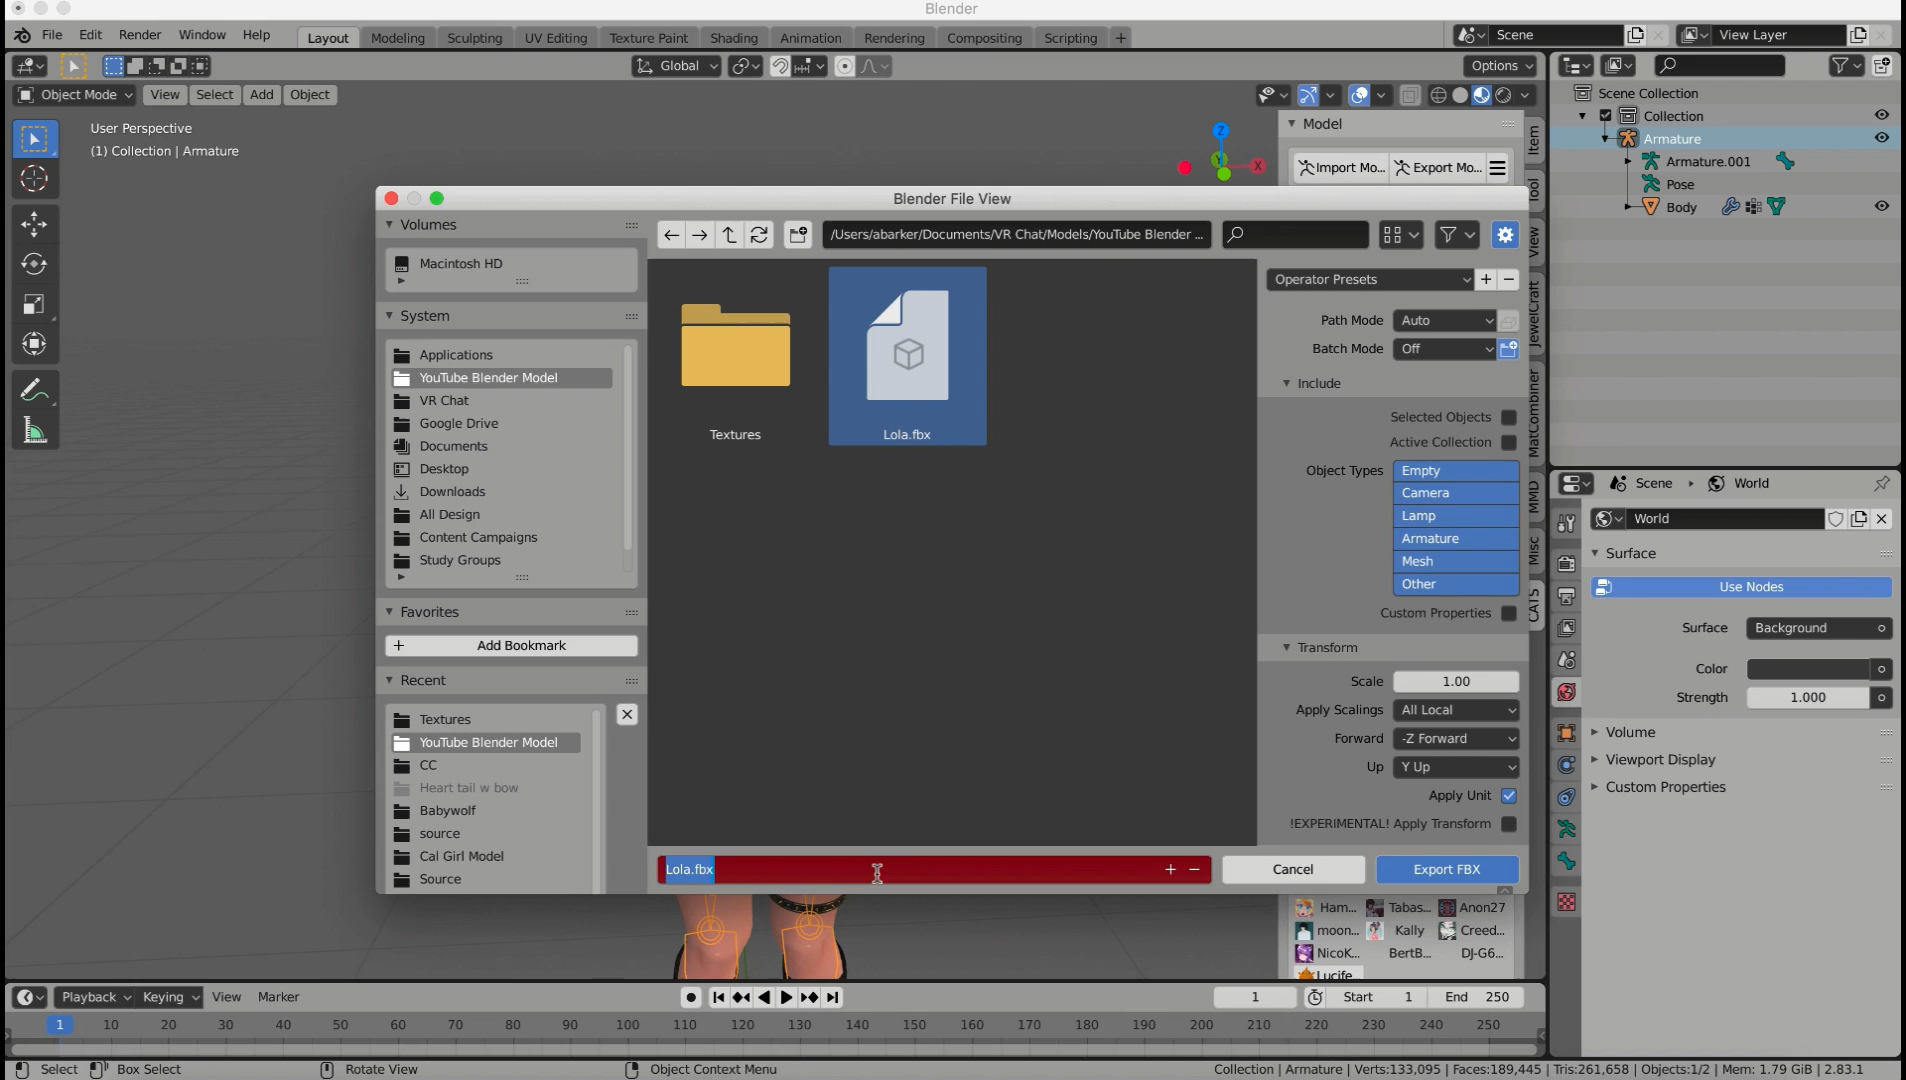 Blender
File Edit Render Window Help
Layout Modeling Sculpting UV Editing Texture Paint Shading Animation Rendering Compositing Scripting +
Scene
View Layer
Global
Options
Object Mode View Select Add Object
User Perspective
(1) Collection | Armature
Z
Y
X
Model
Import Mo... Export Mo...
Item
Tool
View
JewelCraft
MatCombiner
MMD
Misc
CATS
Scene Collection
Collection
Armature
Armature.001
Pose
Body
Blender File View
Volumes
Macintosh HD
System
Applications
YouTube Blender Model
VR Chat
Google Drive
Documents
Desktop
Downloads
All Design
Content Campaigns
Study Groups
Favorites
+ Add Bookmark
Recent
Textures
YouTube Blender Model
CC
Heart tail w bow
Babywolf
source
Cal Girl Model
Source
/Users/abarker/Documents/VR Chat/Models/YouTube Blender ...
Textures
Lola.fbx
Operator Presets + −
Path Mode Auto
Batch Mode Off
Include
Selected Objects
Active Collection
Object Types Empty
Camera
Lamp
Armature
Mesh
Other
Custom Properties
Transform
Scale 1.00
Apply Scalings All Local
Forward -Z Forward
Up Y Up
Apply Unit
!EXPERIMENTAL! Apply Transform
Lola.fbx + −
Cancel
Export FBX
Ham... Tabas... Anon27
moon... Kally Creed...
NicoK... BertB... DJ-G6...
Lucife...
Scene World
World
Surface
Use Nodes
Surface Background
Color
Strength 1.000
Volume
Viewport Display
Custom Properties
Playback Keying View Marker
1
Start 1
End 250
1 10 20 30 40 50 60 70 80 90 100 110 120 130 140 150 160 170 180 190 200 210 220 230 240 250
Select Box Select Rotate View Object Context Menu
Collection | Armature | Verts:133,095 | Faces:189,445 | Tris:261,658 | Objects:1/2 | Mem: 1.79 GiB | 2.83.1